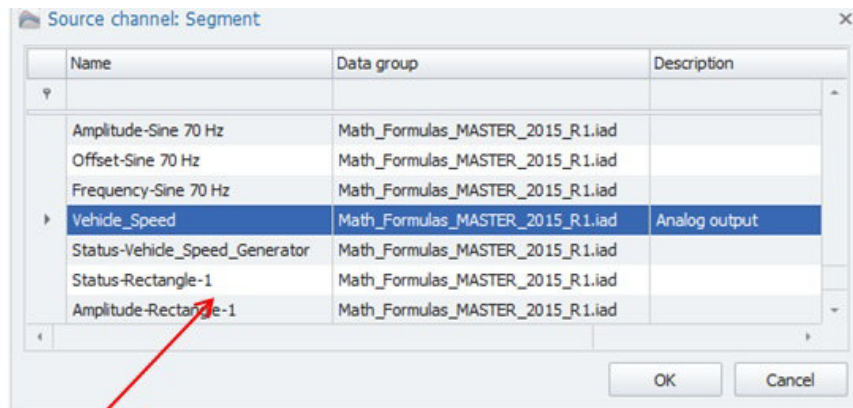 Source channel: Segment
Name Data group Description
Amplitude-Sine 70 Hz Math_Formulas_MASTER_2015_R1.iad
Offset-Sine 70 Hz Math_Formulas_MASTER_2015_R1.iad
Frequency-Sine 70 Hz Math_Formulas_MASTER_2015_R1.iad
Vehicle_Speed Math_Formulas_MASTER_2015_R1.iad Analog output
Status-Vehicle_Speed_Generator Math_Formulas_MASTER_2015_R1.iad
Status-Rectangle-1 Math_Formulas_MASTER_2015_R1.iad
Amplitude-Rectangle-1 Math_Formulas_MASTER_2015_R1.iad
OK Cancel